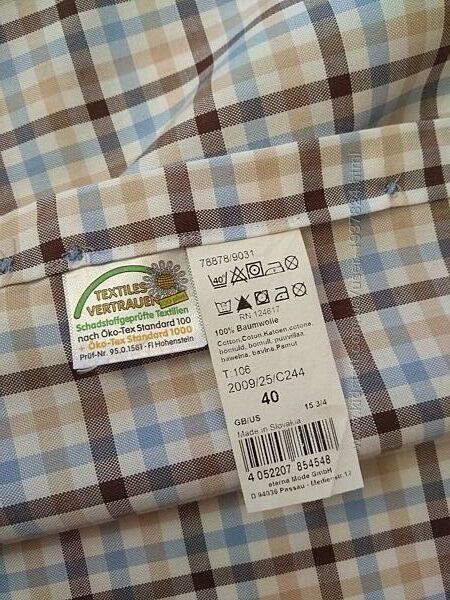 TEXTILES
VERTRAUEN
Schadstoffgeprüfte Textilien
nach Öko-Tex Standard 100
+ Öko-Tex Standard 1000
Prüf-Nr. 95.0.1581 - FI Hohenstein
78878/9031
40
RN 124617
100% Baumwolle
Cotton, Coton, Katoen, cotone,
bomuld, bomull, puuvillaa,
bawelna, bavlna, Pamut
T 106
2009/25/C244
40
GB/US 15 3/4
Made in Slovakia
4 052207 854548
eterna Mode GmbH
D 94036 Passau - Medienstr. 12